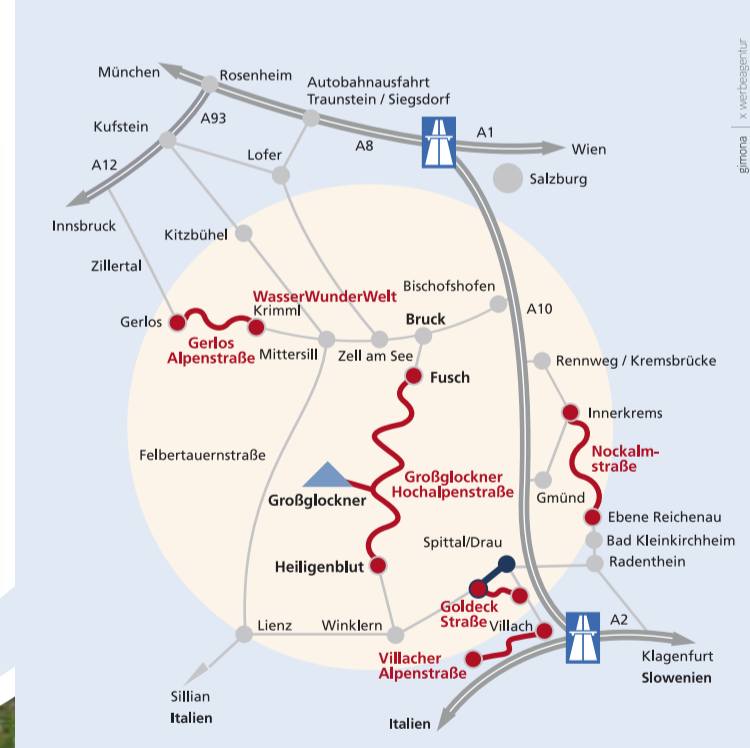 gimona | x werbeagentur
München
Rosenheim
Autobahnausfahrt
Traunstein / Siegsdorf
A93
Kufstein
A8
A1
Wien
Lofer
A12
Salzburg
Innsbruck
Kitzbühel
Zillertal
Bischofshofen
WasserWunderWelt
Krimml
Bruck
A10
Gerlos
Gerlos
Alpenstraße
Mittersill
Zell am See
Rennweg / Kremsbrücke
Fusch
Innerkrems
Felbertauernstraße
Nockalm-
straße
Großglockner
Hochalpenstraße
Großglockner
Gmünd
Ebene Reichenau
Spittal/Drau
Bad Kleinkirchheim
Heiligenblut
Radenthein
Goldeck
Straße
Lienz
Winklern
Villach
A2
Villacher
Alpenstraße
Klagenfurt
Slowenien
Sillian
Italien
Italien